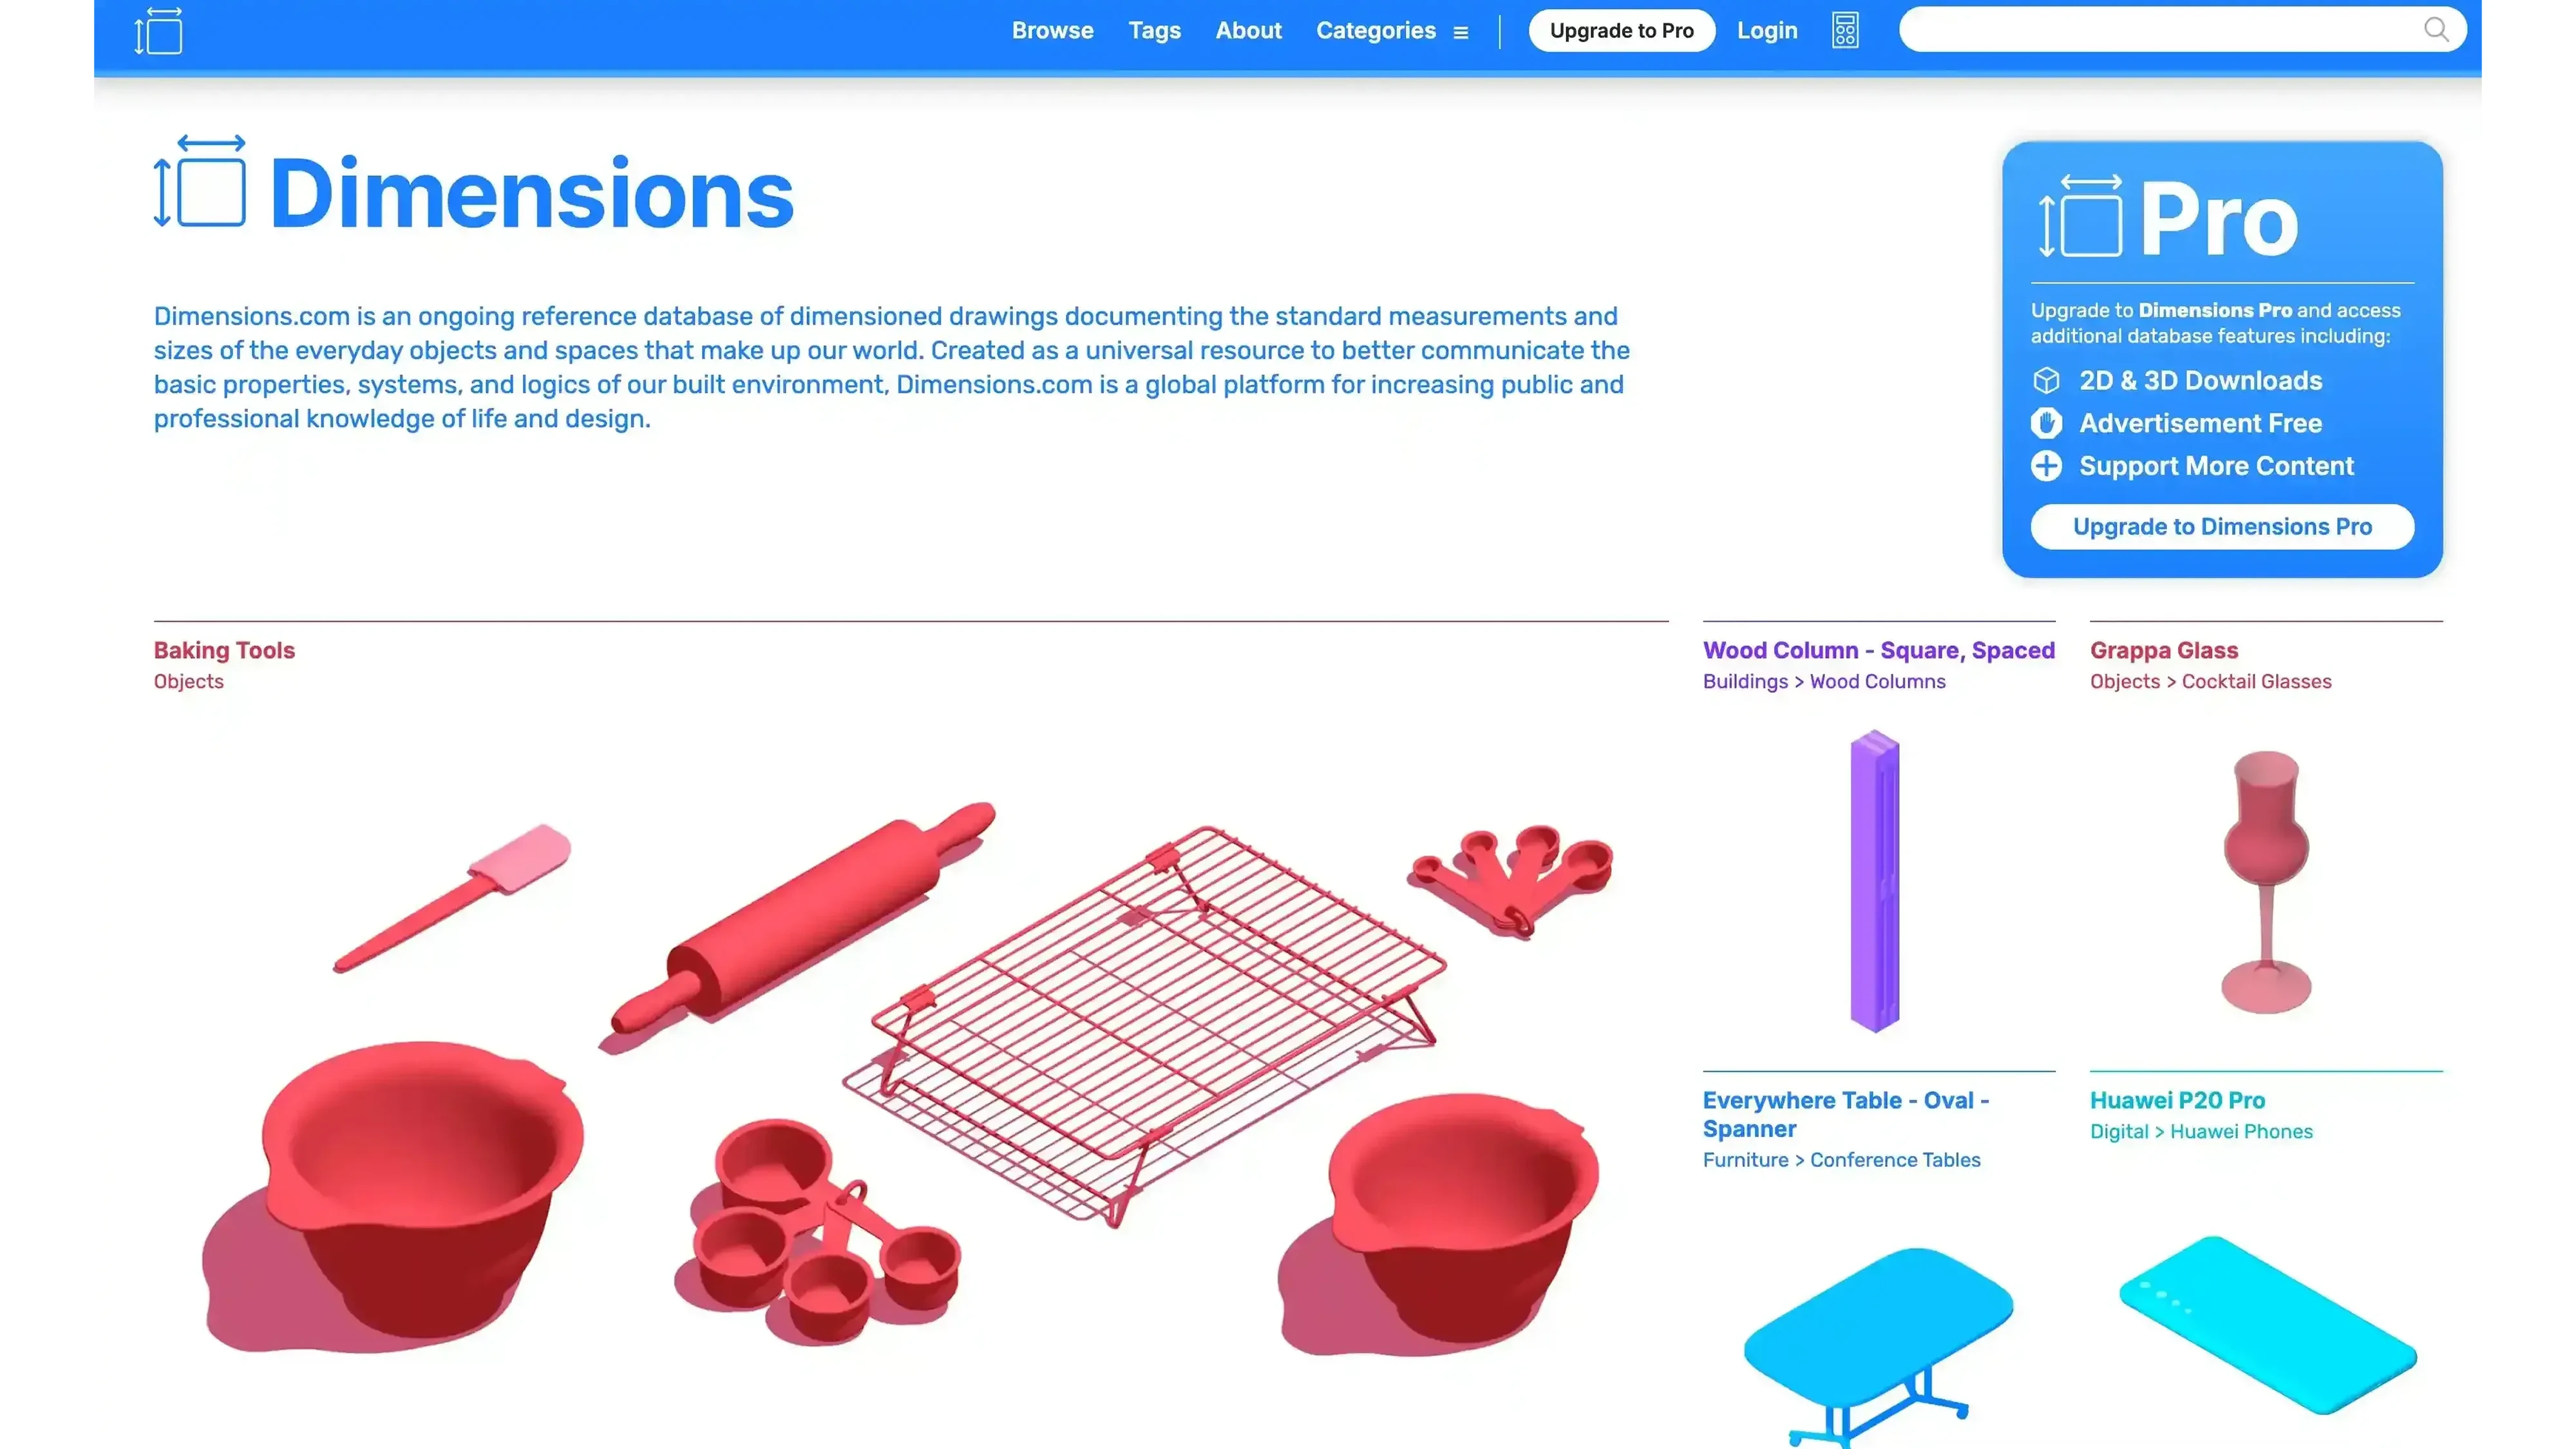 Browse Tags About Categories Upgrade to Pro Login
Dimensions
Dimensions.com is an ongoing reference database of dimensioned drawings documenting the standard measurements and
sizes of the everyday objects and spaces that make up our world. Created as a universal resource to better communicate the
basic properties, systems, and logics of our built environment, Dimensions.com is a global platform for increasing public and
professional knowledge of life and design.
Pro
Upgrade to Dimensions Pro and access
additional database features including:
2D & 3D Downloads
Advertisement Free
Support More Content
Upgrade to Dimensions Pro
Baking Tools
Objects
Wood Column - Square, Spaced
Buildings > Wood Columns
Grappa Glass
Objects > Cocktail Glasses
Everywhere Table - Oval -
Spanner
Furniture > Conference Tables
Huawei P20 Pro
Digital > Huawei Phones